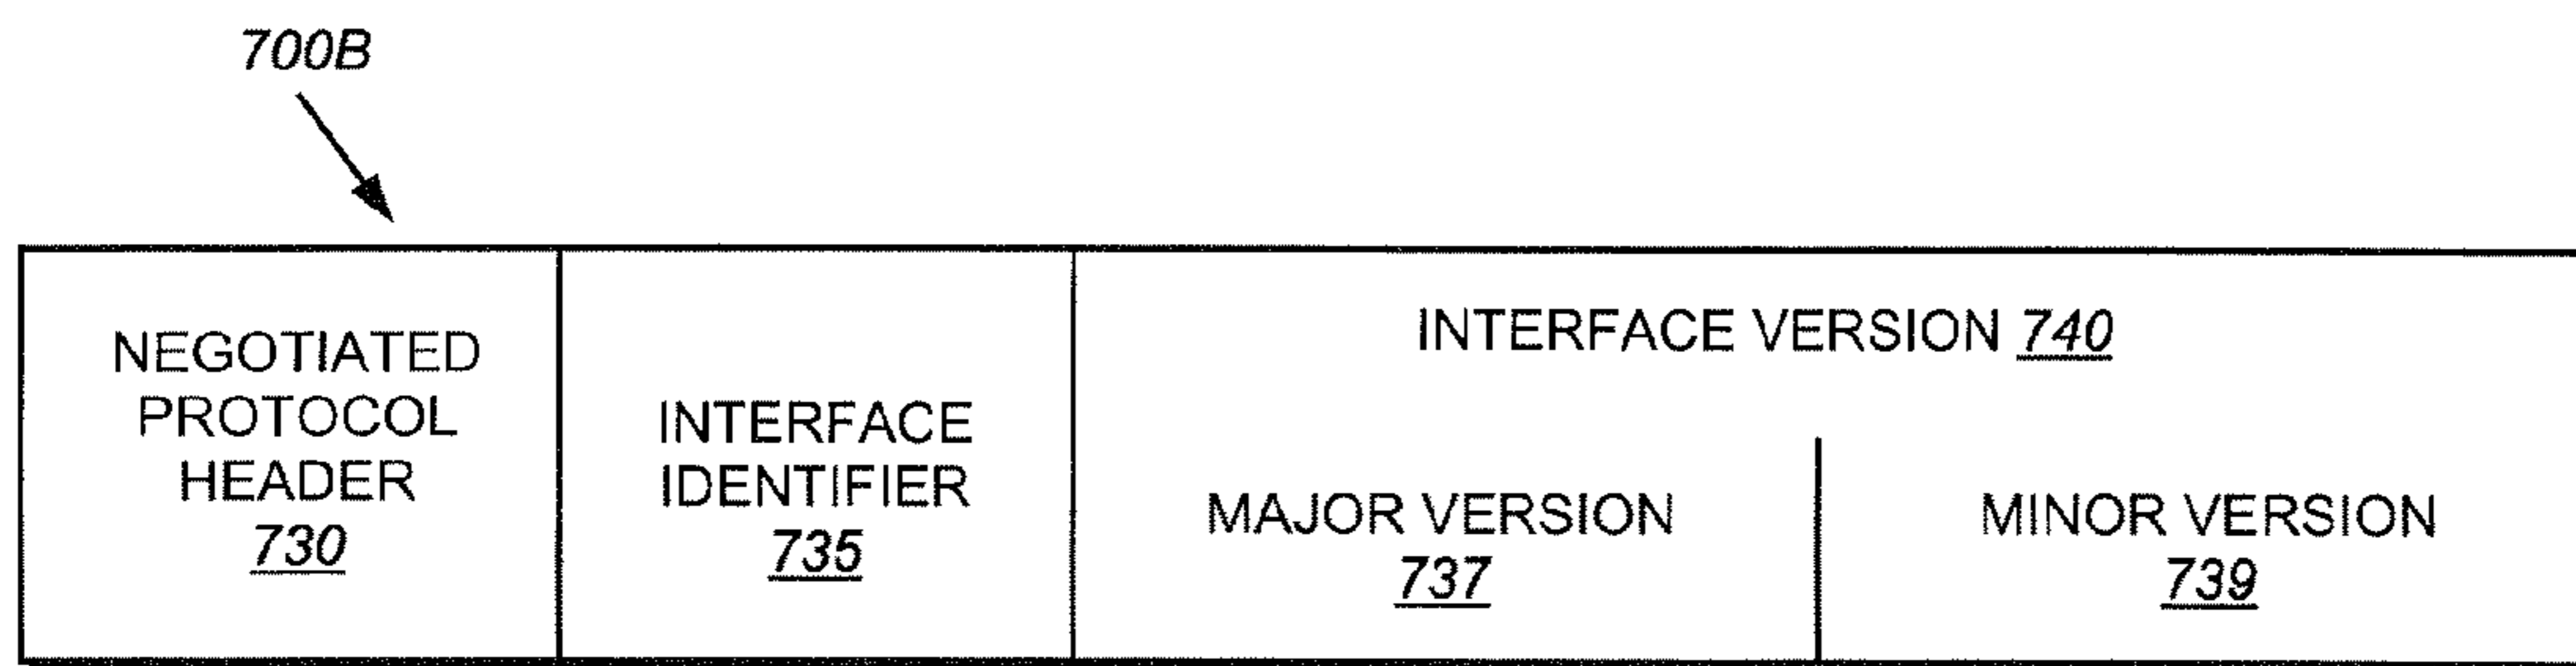 700B
NEGOTIATED
PROTOCOL
HEADER
730
INTERFACE
IDENTIFIER
735
INTERFACE VERSION 740
MAJOR VERSION
737
MINOR VERSION
739